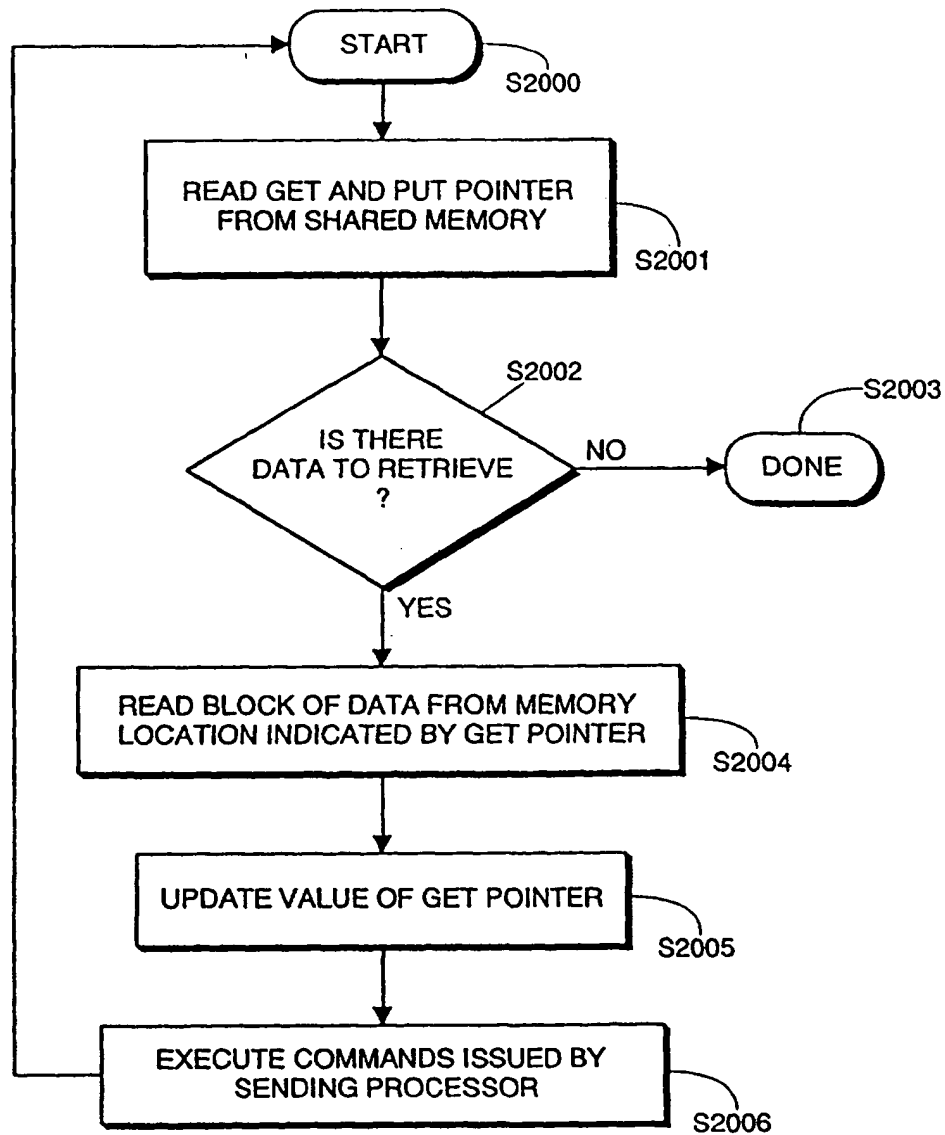 START
S2000
READ GET AND PUT POINTER
FROM SHARED MEMORY
S2001
S2002
S2003
IS THERE
DATA TO RETRIEVE
?
NO
DONE
YES
READ BLOCK OF DATA FROM MEMORY
LOCATION INDICATED BY GET POINTER
S2004
UPDATE VALUE OF GET POINTER
S2005
EXECUTE COMMANDS ISSUED BY
SENDING PROCESSOR
S2006